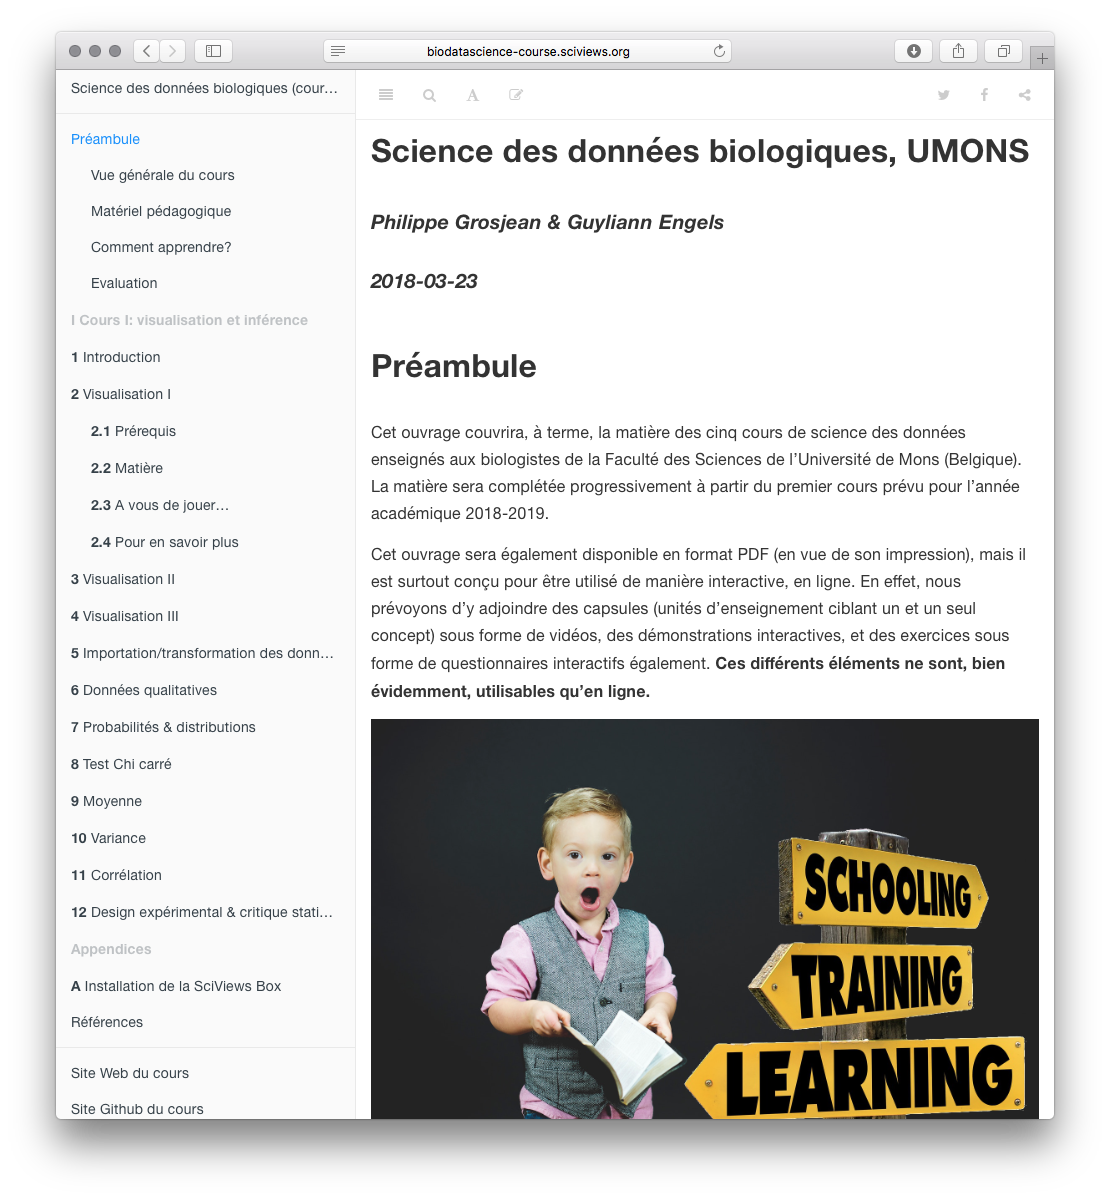 biodatascience-course.sciviews.org
Science des données biologiques (cour…
Préambule
Vue générale du cours
Matériel pédagogique
Comment apprendre?
Evaluation
I Cours I: visualisation et inférence
1 Introduction
2 Visualisation I
2.1 Prérequis
2.2 Matière
2.3 A vous de jouer…
2.4 Pour en savoir plus
3 Visualisation II
4 Visualisation III
5 Importation/transformation des donn…
6 Données qualitatives
7 Probabilités & distributions
8 Test Chi carré
9 Moyenne
10 Variance
11 Corrélation
12 Design expérimental & critique stati…
Appendices
A Installation de la SciViews Box
Références
Site Web du cours
Site Github du cours
A
Science des données biologiques, UMONS
Philippe Grosjean & Guyliann Engels
2018-03-23
Préambule
Cet ouvrage couvrira, à terme, la matière des cinq cours de science des données
enseignés aux biologistes de la Faculté des Sciences de l’Université de Mons (Belgique).
La matière sera complétée progressivement à partir du premier cours prévu pour l’année
académique 2018-2019.
Cet ouvrage sera également disponible en format PDF (en vue de son impression), mais il
est surtout conçu pour être utilisé de manière interactive, en ligne. En effet, nous
prévoyons d’y adjoindre des capsules (unités d’enseignement ciblant un et un seul
concept) sous forme de vidéos, des démonstrations interactives, et des exercices sous
forme de questionnaires interactifs également. Ces différents éléments ne sont, bien
évidemment, utilisables qu’en ligne.
SCHOOLING
TRAINING
LEARNING